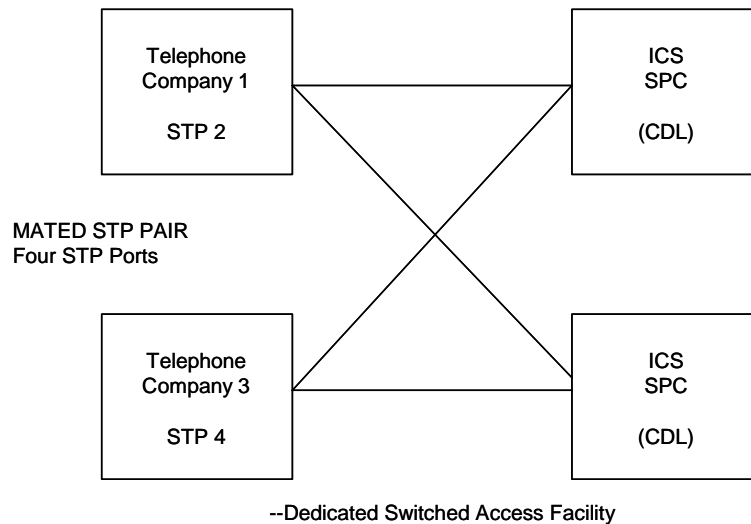 Telephone
Company 1
STP 2
ICS
SPC
(CDL)
MATED STP PAIR
Four STP Ports
Telephone
Company 3
STP 4
ICS
SPC
(CDL)
--Dedicated Switched Access Facility